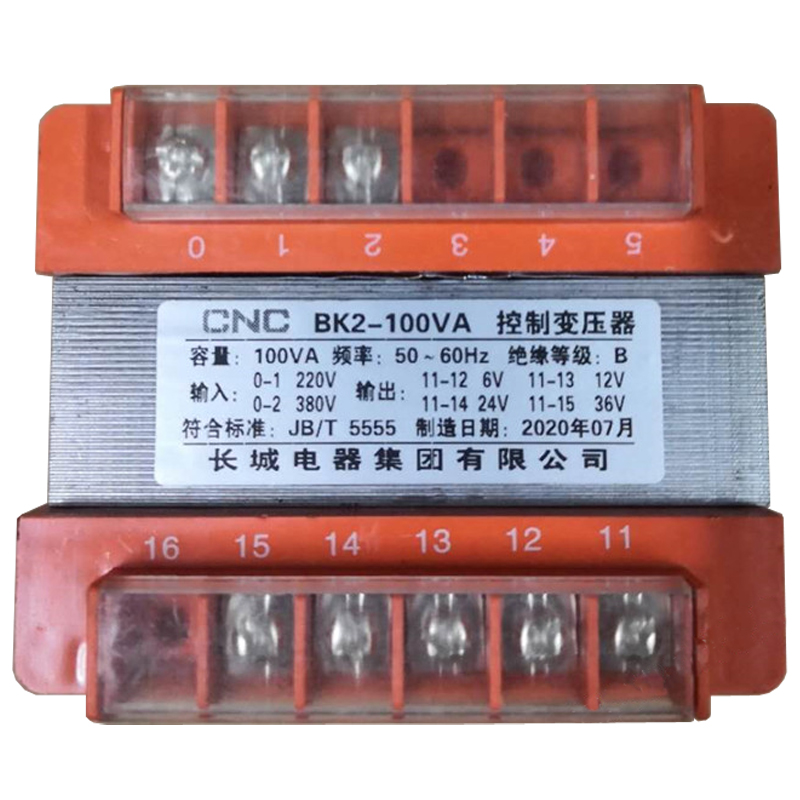 0 1 2 3 4 5
CNC BK2-100VA 控制变压器
容量: 100VA 频率: 50~60Hz 绝缘等级: B
输入: 0-1 220V 输出: 11-12 6V 11-13 12V
0-2 380V 11-14 24V 11-15 36V
符合标准: JB/T 5555 制造日期: 2020年07月
长城电器集团有限公司
16 15 14 13 12 11